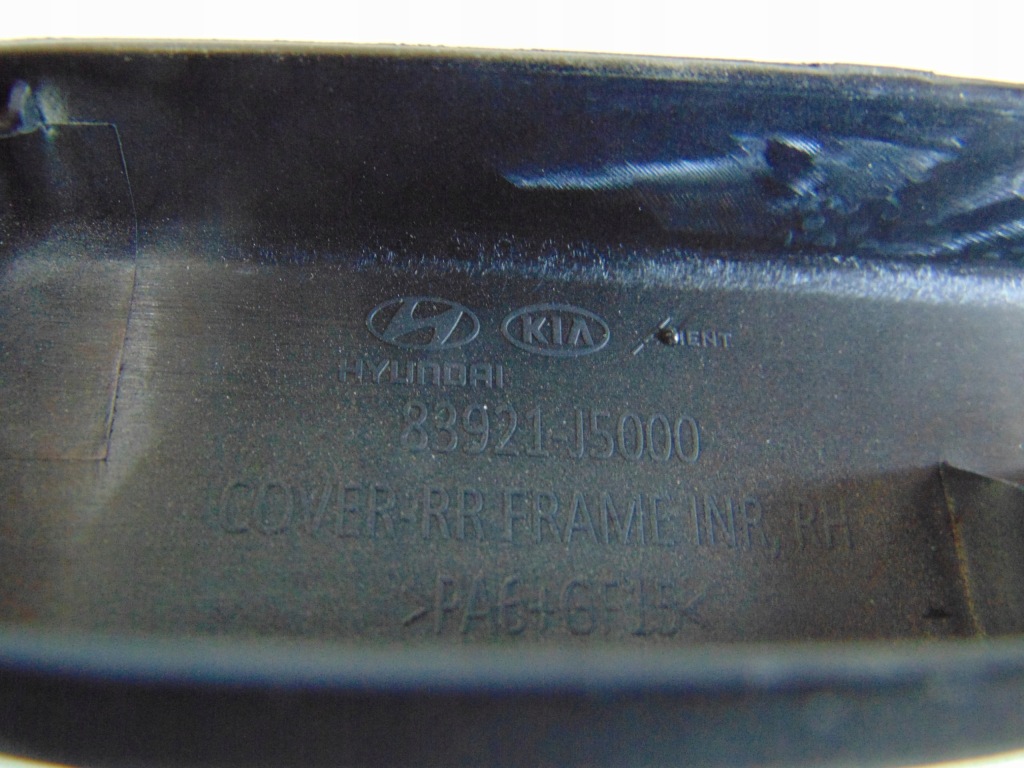 KIA
HYUNDAI
83921-J5000
COVER-RR FRAME INR, RH
>PA6+GF15<